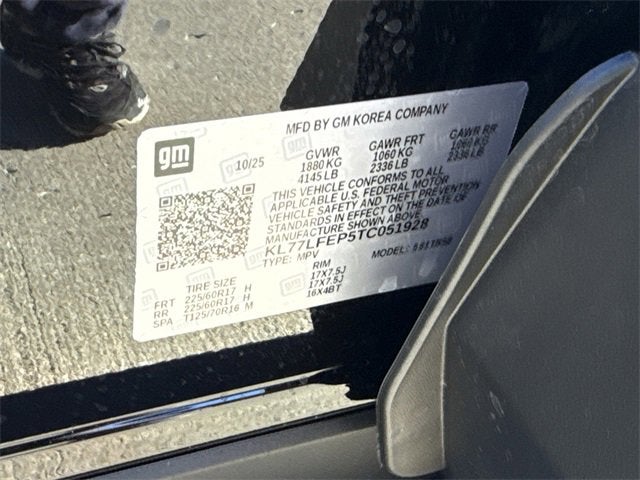 MFD BY GM KOREA COMPANY
gm
10/25
GVWR GAWR FRT GAWR RR
1880 KG 1060 KG 1060 KG
4145 LB 2336 LB 2336 LB
THIS VEHICLE CONFORMS TO ALL
APPLICABLE U.S. FEDERAL MOTOR
VEHICLE SAFETY AND THEFT PREVENTION
STANDARDS IN EFFECT ON THE DATE OF
MANUFACTURE SHOWN ABOVE
KL77LFEP5TC051928
TYPE: MPV MODEL:
TIRE SIZE RIM
FRT 225/60R17 H 17X7.5J
RR 225/60R17 H 17X7.5J
SPA T125/70R16 M 16X4BT